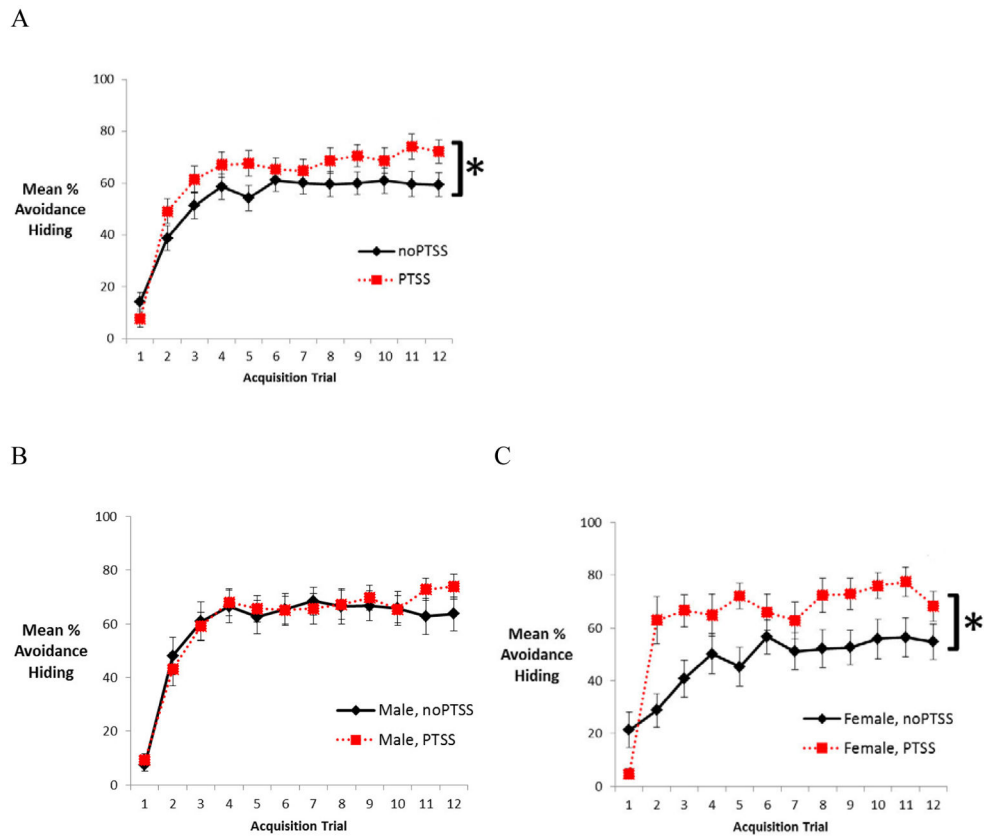 A
100
80
60
40
20
0
Mean %
Avoidance
Hiding
noPTSS
PTSS
*
1 2 3 4 5 6 7 8 9 10 11 12
Acquisition Trial
B
100
80
60
40
20
0
Mean %
Avoidance
Hiding
Male, noPTSS
Male, PTSS
1 2 3 4 5 6 7 8 9 10 11 12
Acquisition Trial
C
100
80
60
40
20
0
Mean %
Avoidance
Hiding
Female, noPTSS
Female, PTSS
*
1 2 3 4 5 6 7 8 9 10 11 12
Acquisition Trial